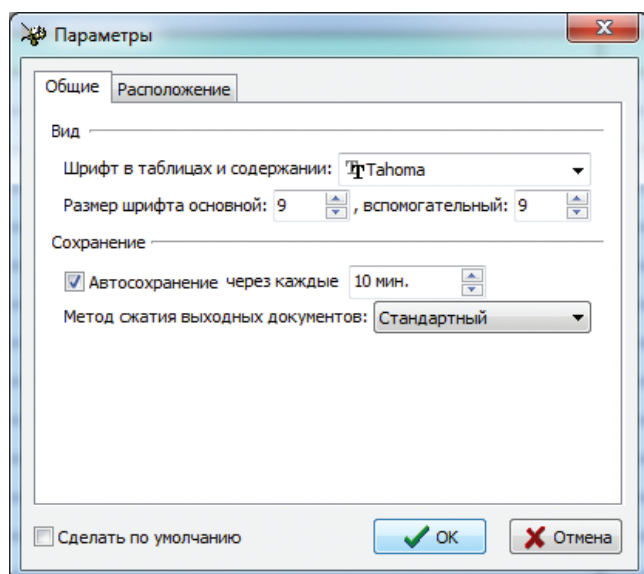 Параметры
Общие Расположение
Вид
Шрифт в таблицах и содержании: Tahoma
Размер шрифта основной: 9 , вспомогательный: 9
Сохранение
Автосохранение через каждые 10 мин.
Метод сжатия выходных документов: Стандартный
Сделать по умолчанию OK Отмена